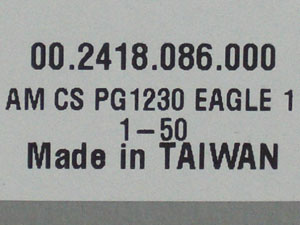 00.2418.086.000
AM CS PG1230 EAGLE 1
1-50
Made in TAIWAN